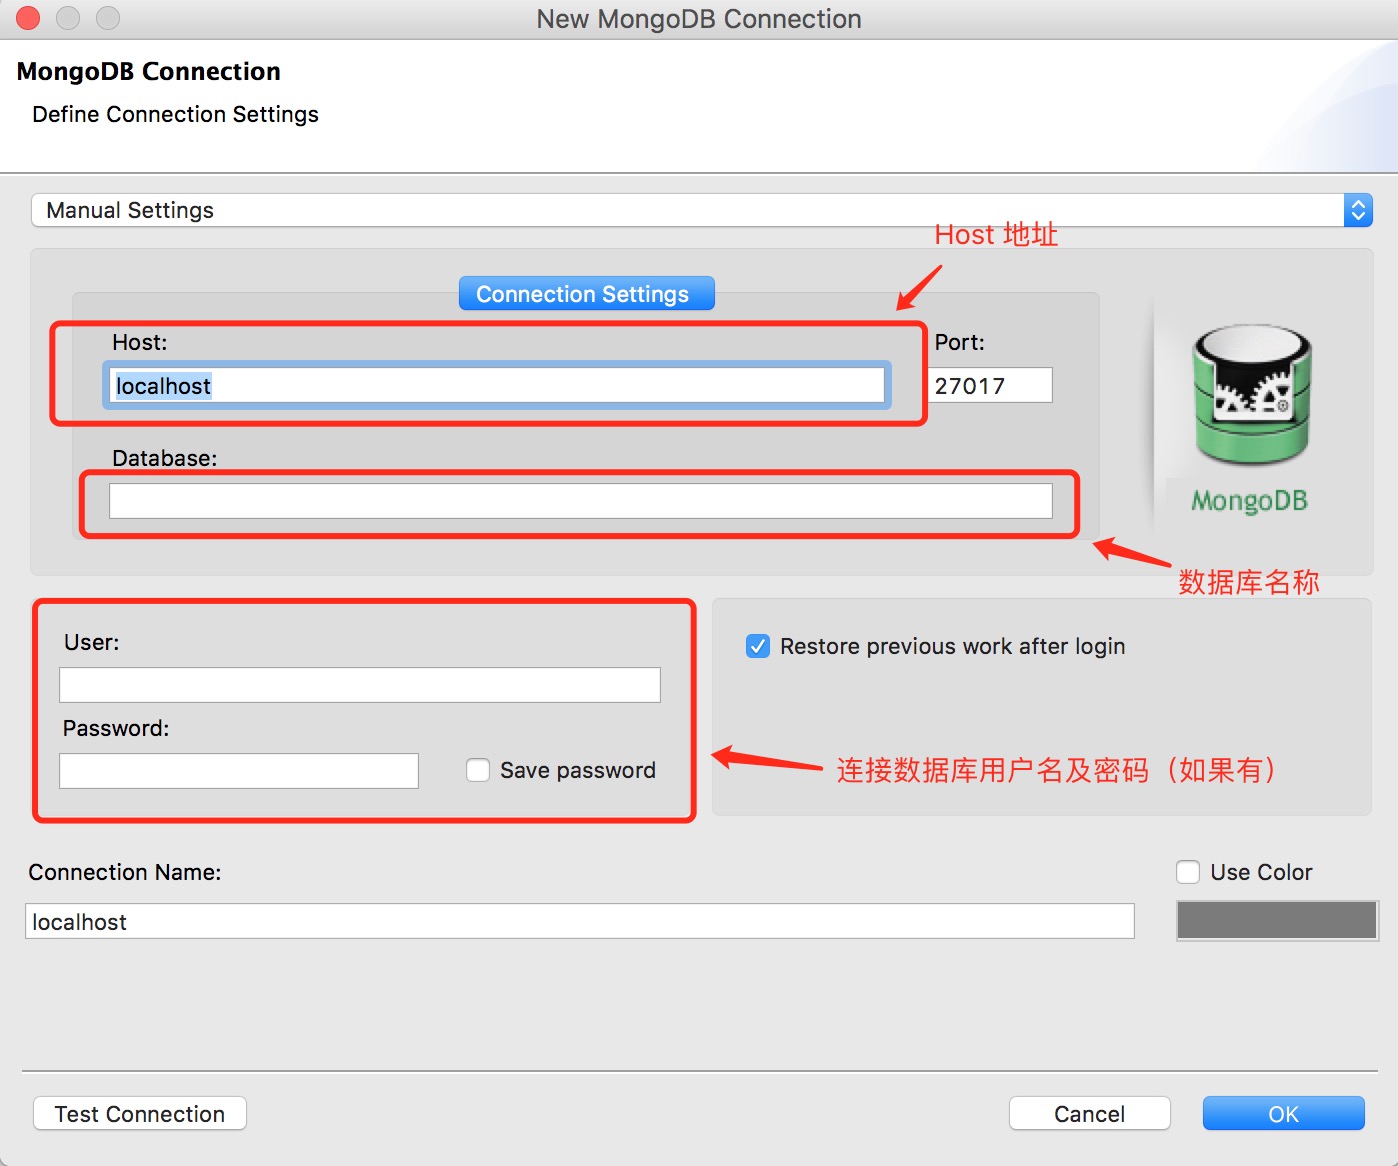 New MongoDB Connection
MongoDB Connection
Define Connection Settings
Manual Settings
Host 地址
Connection Settings
Host:
Port:
localhost
27017
Database:
MongoDB
数据库名称
User:
Restore previous work after login
Password:
Save password
连接数据库用户名及密码（如果有）
Connection Name:
Use Color
localhost
Test Connection
Cancel
OK